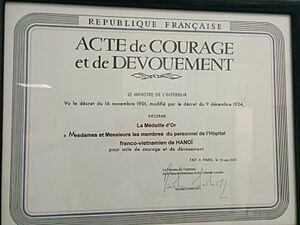 REPUBLIQUE FRANÇAISE
ACTE de COURAGE
et de DEVOUEMENT
LE MINISTRE DE L'INTÉRIEUR
Vu le décret du 16 novembre 1901, modifié par le décret du 9 décembre 1924,
DÉCERNE
La Médaille d'Or
à Mesdames et Messieurs les membres du personnel de l'Hôpital
franco-vietnamien de HANOÏ
pour acte de courage et de dévouement
FAIT A PARIS, le